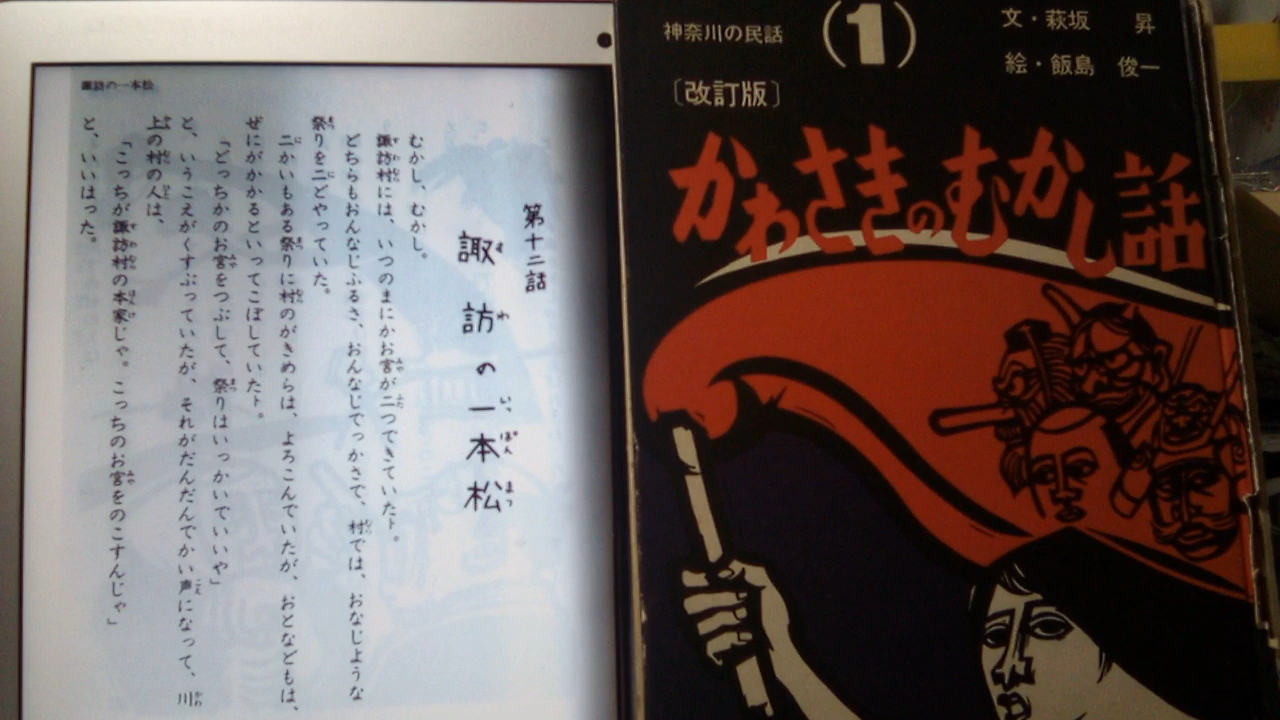 諏訪の一本松
第十二話
諏訪の一本松
むかし、むかし。
諏訪村には、いつのまにかお宮が二つできていたト。
どちらもおんなじふるさ、おんなじでっかさで、村では、おなじような
祭りを二どやっていた。
二かいもある祭りに村のがきめらは、よろこんでいたが、おとなどもは、
ぜにがかかるといってこぼしていたト。
「どっちかのお宮をつぶして、祭りはいっかいでいいや」
と、いうこえがくすぶっていたが、それがだんだんでかい声になって、川
上の村の人は、
「こっちが諏訪村の本家じゃ。こっちのお宮をのこすんじゃ」
と、いいはった。
神奈川の民話
(1)
文・萩坂 昇
絵・飯島 俊一
〔改訂版〕
かわさきのむかし話